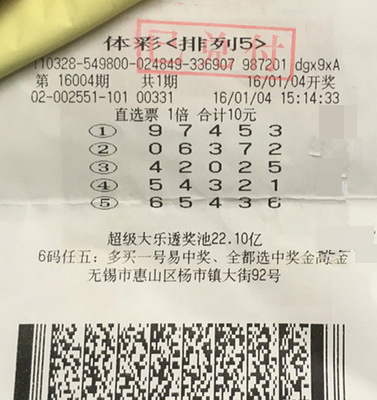 体彩<排列5>
已兑付
110328-549800-024849-336907 987201 dgx9xA
第 16004期 共1期 16/01/04开奖
02-002551-101 00331 16/01/04 15:14:33
直选票 1倍 合计10元
① 9 7 4 5 3
② 0 6 3 7 2
③ 4 2 0 2 5
④ 5 4 3 2 1
⑤ 6 5 4 3 6
超级大乐透奖池22.10亿
6码任五：多买一号易中奖、全都选中奖金
无锡市惠山区杨市镇大街92号